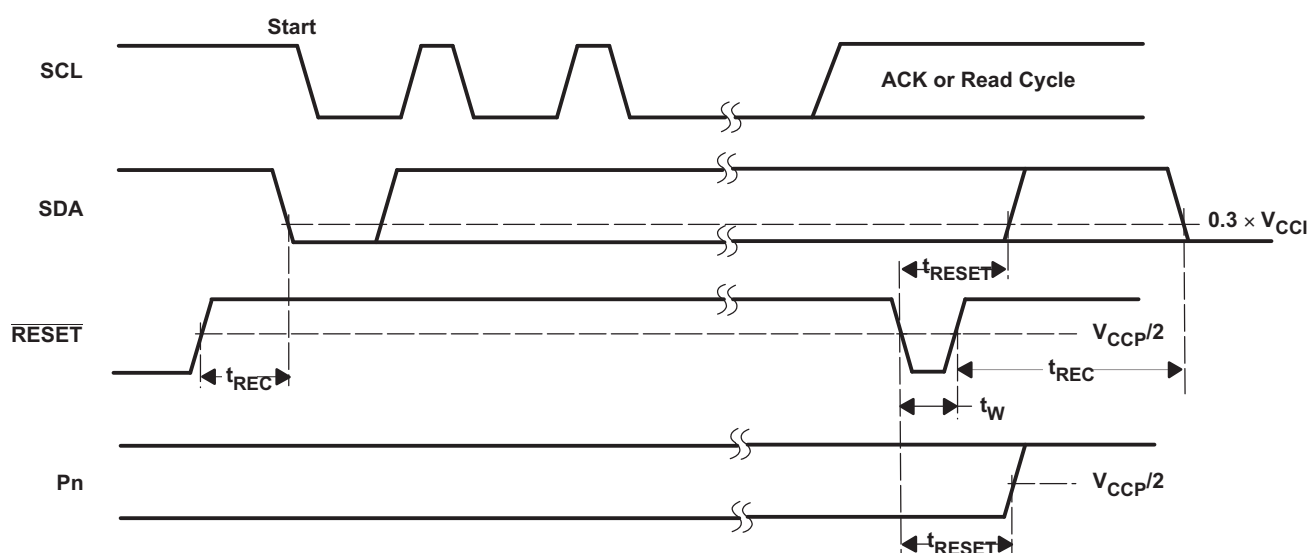 Start
SCL
ACK or Read Cycle
SDA
0.3 × VCCI
tRESET
RESET
VCCP/2
tREC
tREC
tW
Pn
VCCP/2
tRESET